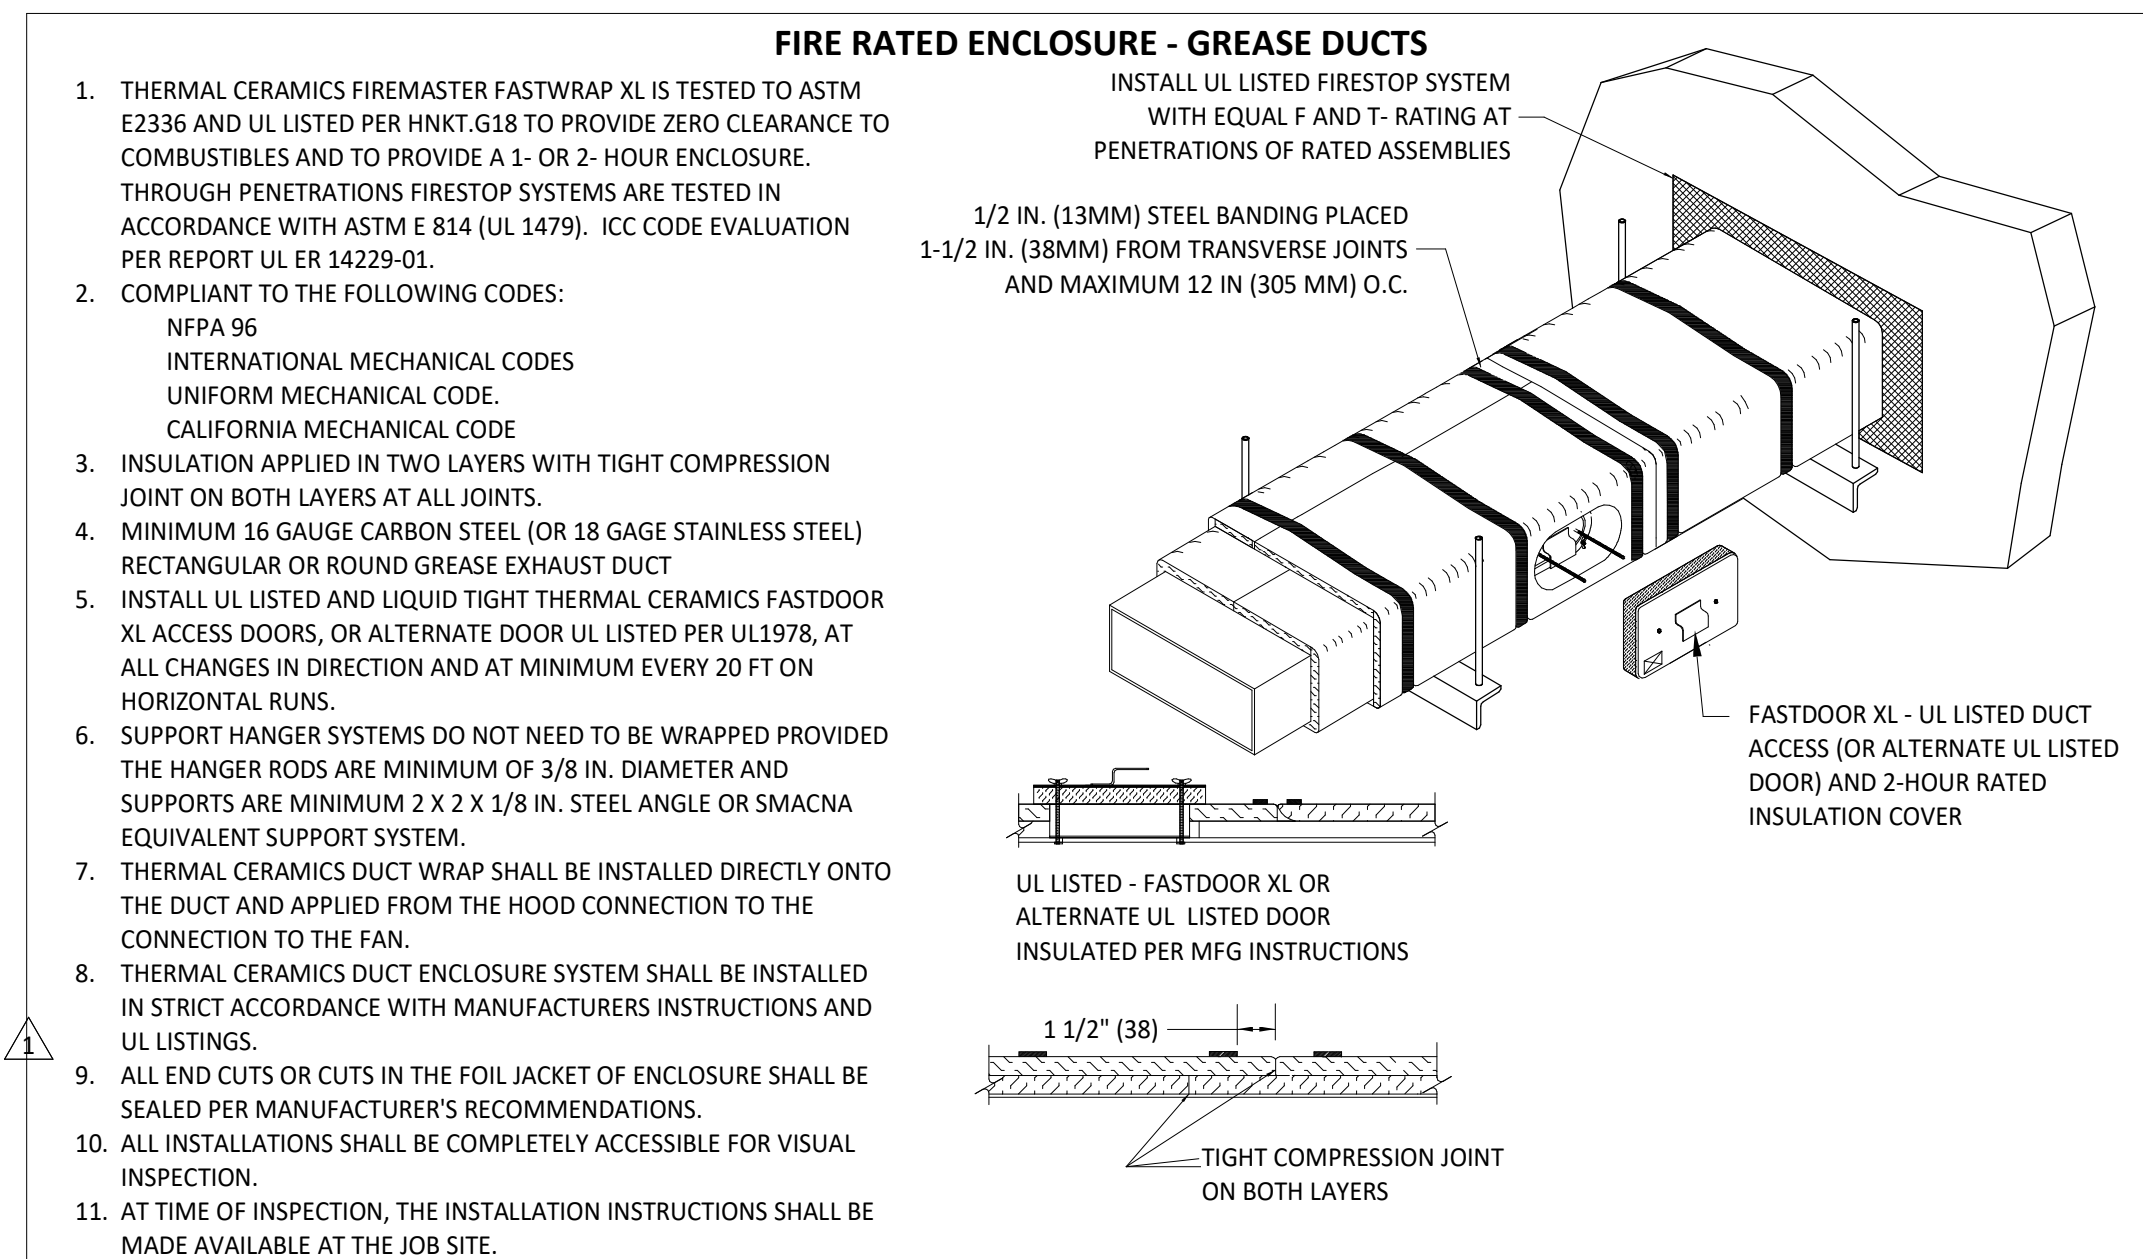 FIRE RATED ENCLOSURE - GREASE DUCTS
1. THERMAL CERAMICS FIREMASTER FASTWRAP XL IS TESTED TO ASTM
E2336 AND UL LISTED PER HNKT.G18 TO PROVIDE ZERO CLEARANCE TO
COMBUSTIBLES AND TO PROVIDE A 1- OR 2- HOUR ENCLOSURE.
THROUGH PENETRATIONS FIRESTOP SYSTEMS ARE TESTED IN
ACCORDANCE WITH ASTM E 814 (UL 1479). ICC CODE EVALUATION
PER REPORT UL ER 14229-01.
2. COMPLIANT TO THE FOLLOWING CODES:
NFPA 96
INTERNATIONAL MECHANICAL CODES
UNIFORM MECHANICAL CODE.
CALIFORNIA MECHANICAL CODE
3. INSULATION APPLIED IN TWO LAYERS WITH TIGHT COMPRESSION
JOINT ON BOTH LAYERS AT ALL JOINTS.
4. MINIMUM 16 GAUGE CARBON STEEL (OR 18 GAGE STAINLESS STEEL)
RECTANGULAR OR ROUND GREASE EXHAUST DUCT
5. INSTALL UL LISTED AND LIQUID TIGHT THERMAL CERAMICS FASTDOOR
XL ACCESS DOORS, OR ALTERNATE DOOR UL LISTED PER UL1978, AT
ALL CHANGES IN DIRECTION AND AT MINIMUM EVERY 20 FT ON
HORIZONTAL RUNS.
6. SUPPORT HANGER SYSTEMS DO NOT NEED TO BE WRAPPED PROVIDED
THE HANGER RODS ARE MINIMUM OF 3/8 IN. DIAMETER AND
SUPPORTS ARE MINIMUM 2 X 2 X 1/8 IN. STEEL ANGLE OR SMACNA
EQUIVALENT SUPPORT SYSTEM.
7. THERMAL CERAMICS DUCT WRAP SHALL BE INSTALLED DIRECTLY ONTO
THE DUCT AND APPLIED FROM THE HOOD CONNECTION TO THE
CONNECTION TO THE FAN.
8. THERMAL CERAMICS DUCT ENCLOSURE SYSTEM SHALL BE INSTALLED
IN STRICT ACCORDANCE WITH MANUFACTURERS INSTRUCTIONS AND
UL LISTINGS.
1
9. ALL END CUTS OR CUTS IN THE FOIL JACKET OF ENCLOSURE SHALL BE
SEALED PER MANUFACTURER'S RECOMMENDATIONS.
10. ALL INSTALLATIONS SHALL BE COMPLETELY ACCESSIBLE FOR VISUAL
INSPECTION.
11. AT TIME OF INSPECTION, THE INSTALLATION INSTRUCTIONS SHALL BE
MADE AVAILABLE AT THE JOB SITE.
INSTALL UL LISTED FIRESTOP SYSTEM
WITH EQUAL F AND T- RATING AT
PENETRATIONS OF RATED ASSEMBLIES
1/2 IN. (13MM) STEEL BANDING PLACED
1-1/2 IN. (38MM) FROM TRANSVERSE JOINTS
AND MAXIMUM 12 IN (305 MM) O.C.
FASTDOOR XL - UL LISTED DUCT
ACCESS (OR ALTERNATE UL LISTED
DOOR) AND 2-HOUR RATED
INSULATION COVER
UL LISTED - FASTDOOR XL OR
ALTERNATE UL LISTED DOOR
INSULATED PER MFG INSTRUCTIONS
1 1/2" (38)
TIGHT COMPRESSION JOINT
ON BOTH LAYERS